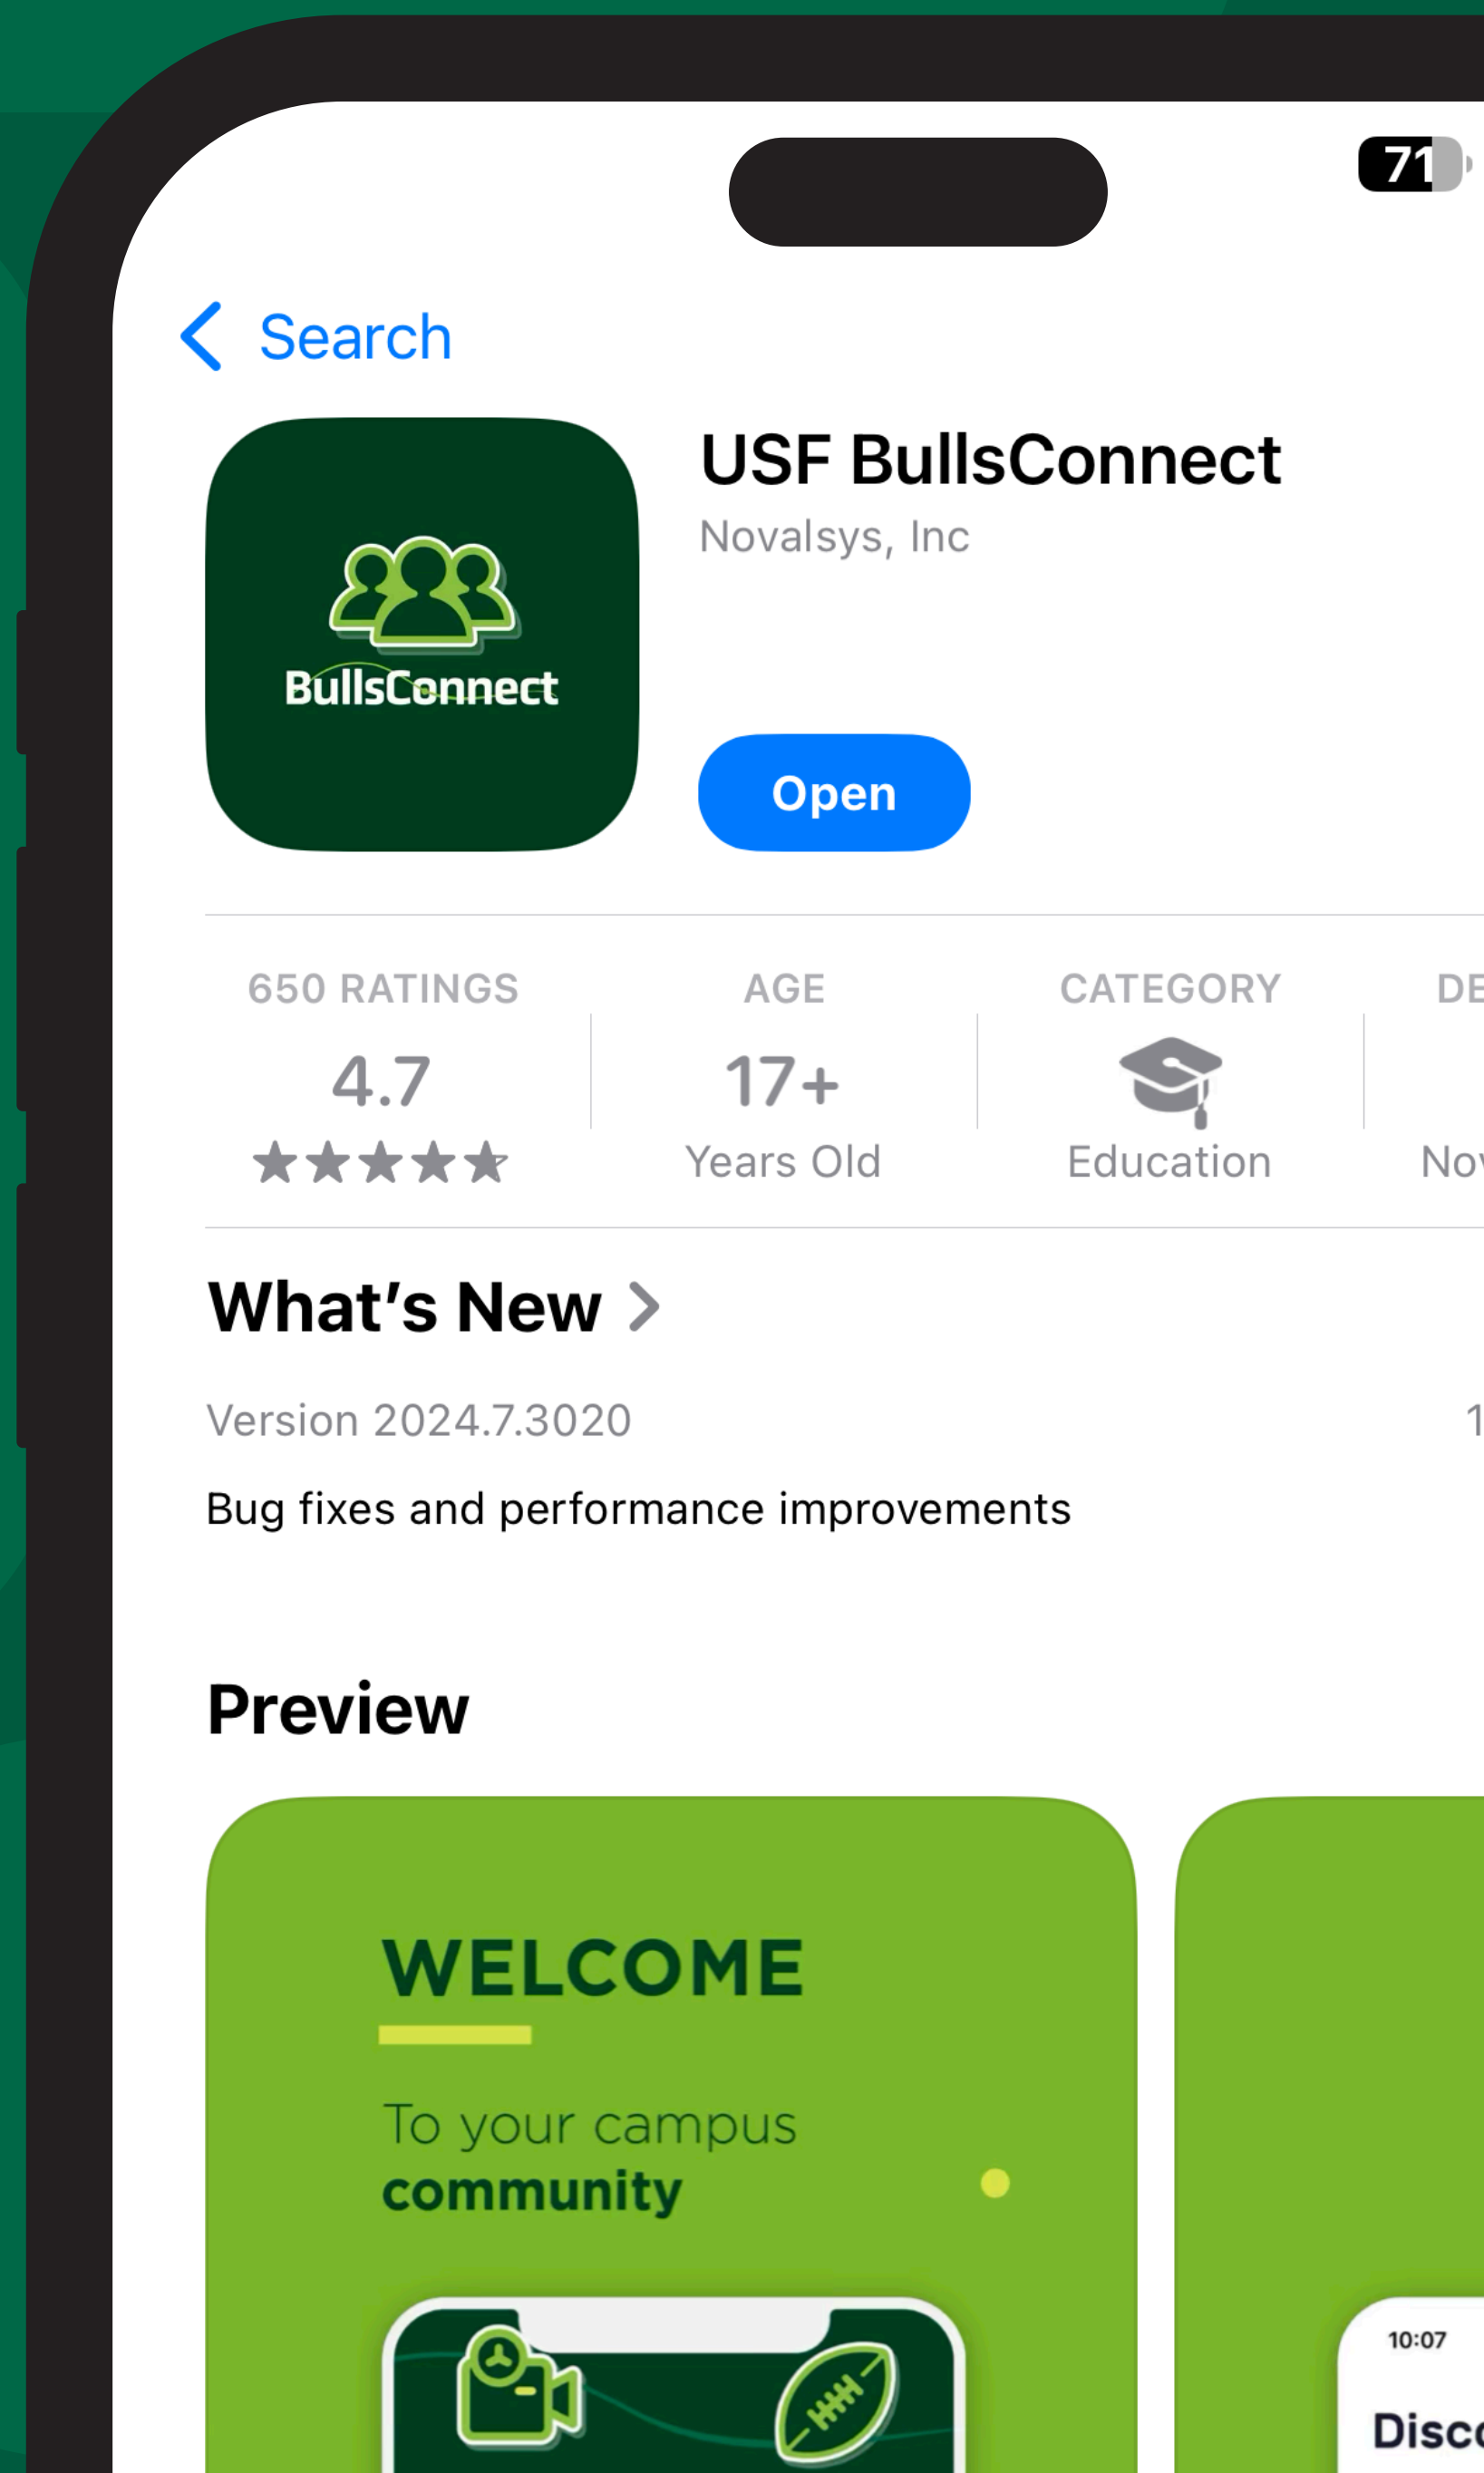 71
Search
USF BullsConnect
Novalsys, Inc
BullsConnect
Open
650 RATINGS
4.7
AGE
17+
Years Old
CATEGORY
Education
What's New
Version 2024.7.3020
Bug fixes and performance improvements
Preview
WELCOME
To your campus
community
10:07